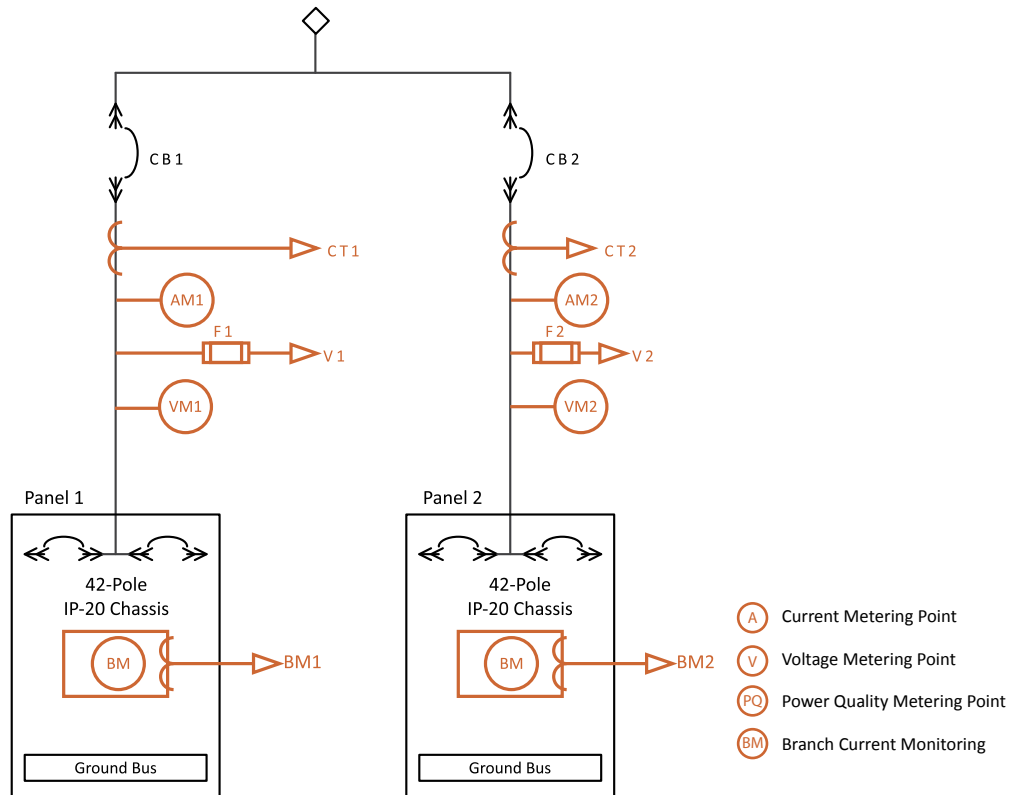 CB1
CB2
CT1
CT2
AM1
AM2
F1
F2
V1
V2
VM1
VM2
Panel 1
Panel 2
42-Pole
IP-20 Chassis
42-Pole
IP-20 Chassis
BM
BM1
BM
BM2
Ground Bus
Ground Bus
A Current Metering Point
V Voltage Metering Point
PQ Power Quality Metering Point
BM Branch Current Monitoring